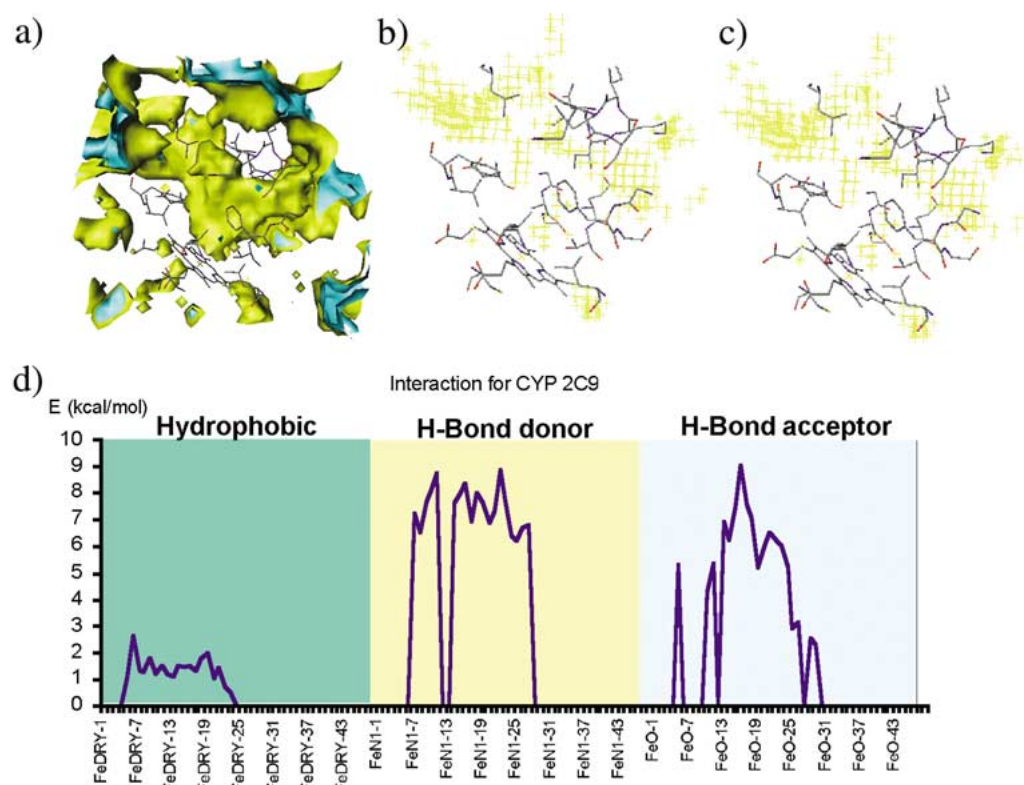 a)
b)
c)
d)
Interaction for CYP 2C9
E (kcal/mol)
Hydrophobic
H-Bond donor
H-Bond acceptor
10
9
8
7
6
5
4
3
2
1
0
FeDRY-1
FeDRY-7
FeDRY-13
FeDRY-19
FeDRY-25
FeDRY-31
FeDRY-37
FeDRY-43
FeN1-1
FeN1-7
FeN1-13
FeN1-19
FeN1-25
FeN1-31
FeN1-37
FeN1-43
FeO-1
FeO-7
FeO-13
FeO-19
FeO-25
FeO-31
FeO-37
FeO-43